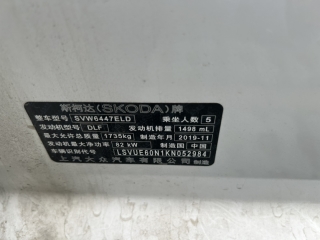 斯柯达(SKODA)牌
整车型号 SVW6447ELD 乘坐人数 5
发动机型号 DLF 发动机排量 1498 mL
最大允许总质量 1735kg 制造年月 2019-11
发动机最大净功率 82 kW 制造国 中国
车辆识别代号 LSVUE60N1KN052984
上汽大众汽车有限公司 制造